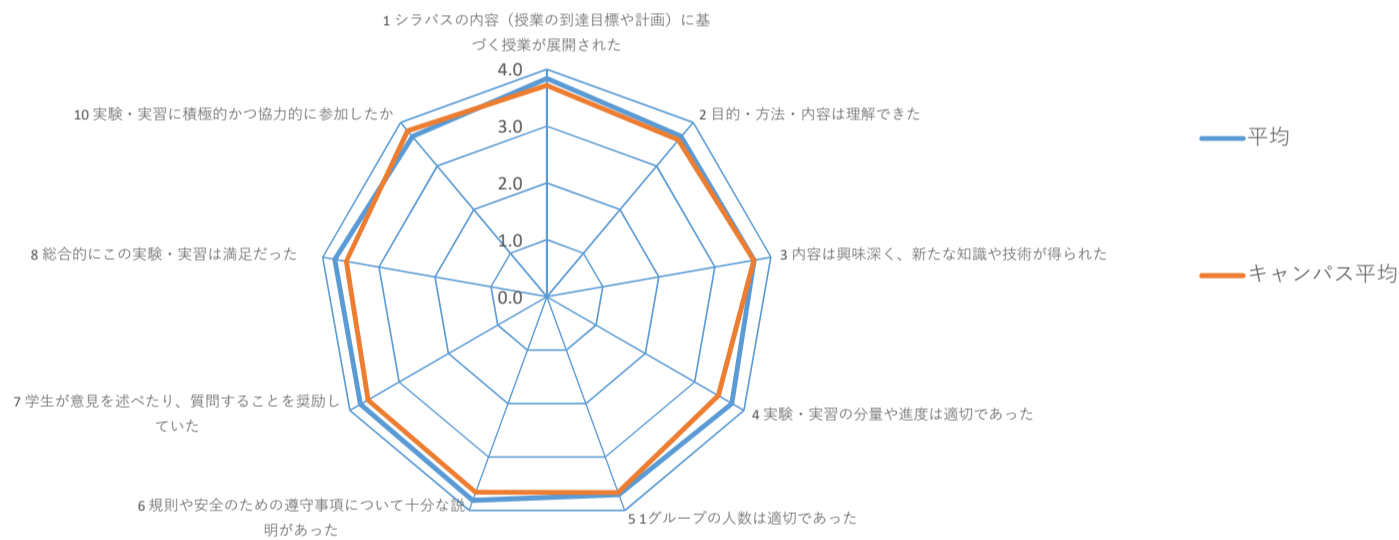 1 シラバスの内容（授業の到達目標や計画）に基
づく授業が展開された
4.0
10 実験・実習に積極的かつ協力的に参加したか
2 目的・方法・内容は理解できた
平均
3.0
2.0
8 総合的にこの実験・実習は満足だった
1.0
3 内容は興味深く、新たな知識や技術が得られた
キャンパス平均
0.0
7 学生が意見を述べたり、質問することを奨励し
ていた
4 実験・実習の分量や進度は適切であった
6 規則や安全のための遵守事項について十分な説
明があった
5 1グループの人数は適切であった